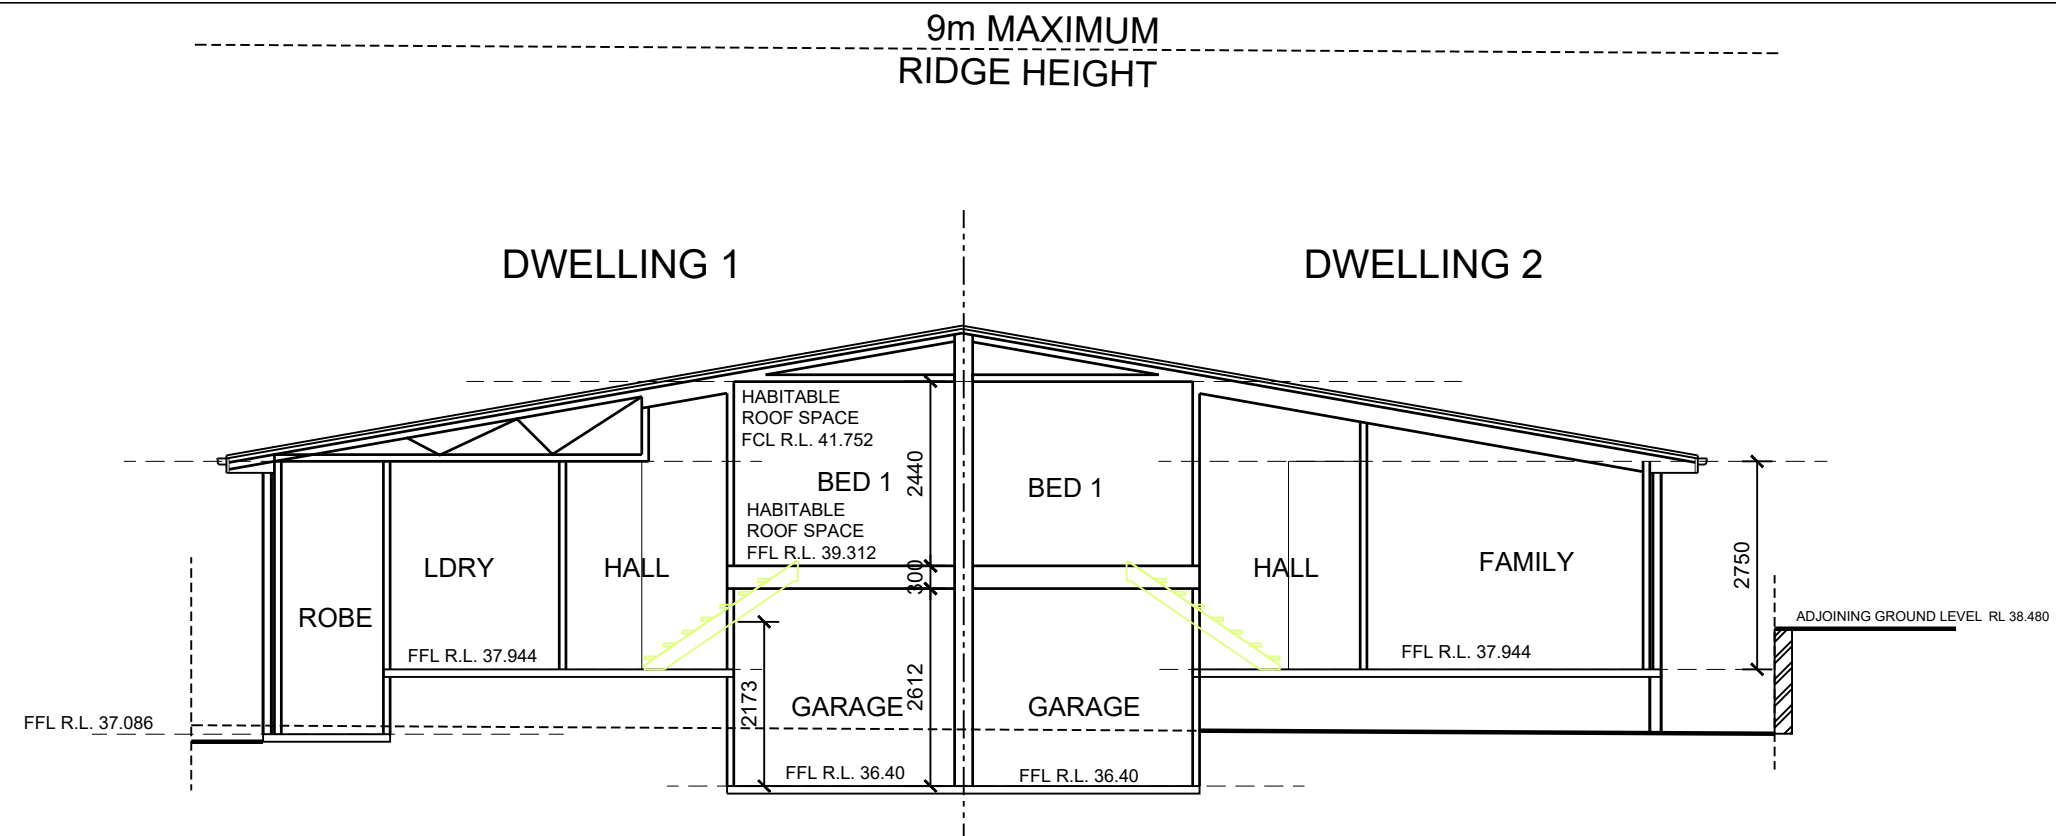 9m MAXIMUM
RIDGE HEIGHT
DWELLING 1
DWELLING 2
HABITABLE
ROOF SPACE
FCL R.L. 41.752
BED 1
2440
BED 1
HABITABLE
ROOF SPACE
FFL R.L. 39.312
LDRY
HALL
300
HALL
FAMILY
2750
ROBE
ADJOINING GROUND LEVEL RL 38.480
FFL R.L. 37.944
FFL R.L. 37.944
2173
GARAGE
2612
GARAGE
FFL R.L. 37.086
FFL R.L. 36.40
FFL R.L. 36.40